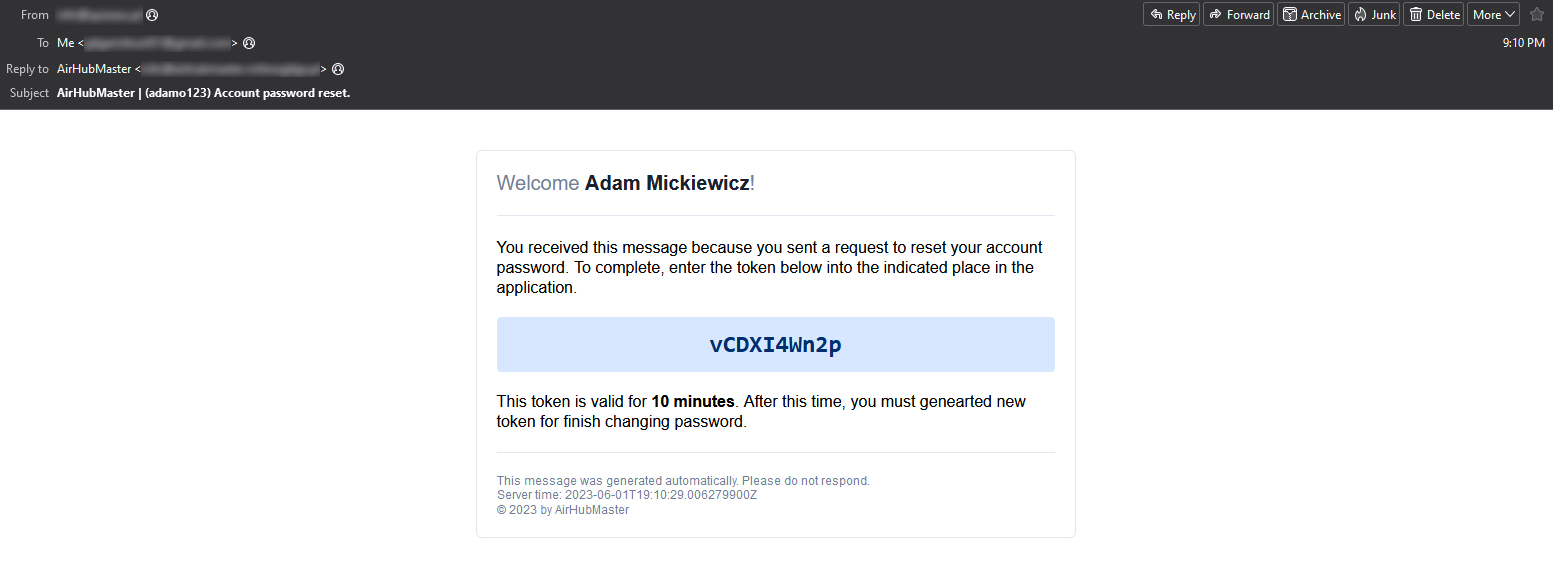 From
Reply Forward Archive Junk Delete More
To Me < >
9:10 PM
Reply to AirHubMaster < >
Subject AirHubMaster | (adamo123) Account password reset.
Welcome Adam Mickiewicz!
You received this message because you sent a request to reset your account
password. To complete, enter the token below into the indicated place in the
application.
vCDXI4Wn2p
This token is valid for 10 minutes. After this time, you must genearted new
token for finish changing password.
This message was generated automatically. Please do not respond.
Server time: 2023-06-01T19:10:29.006279900Z
© 2023 by AirHubMaster